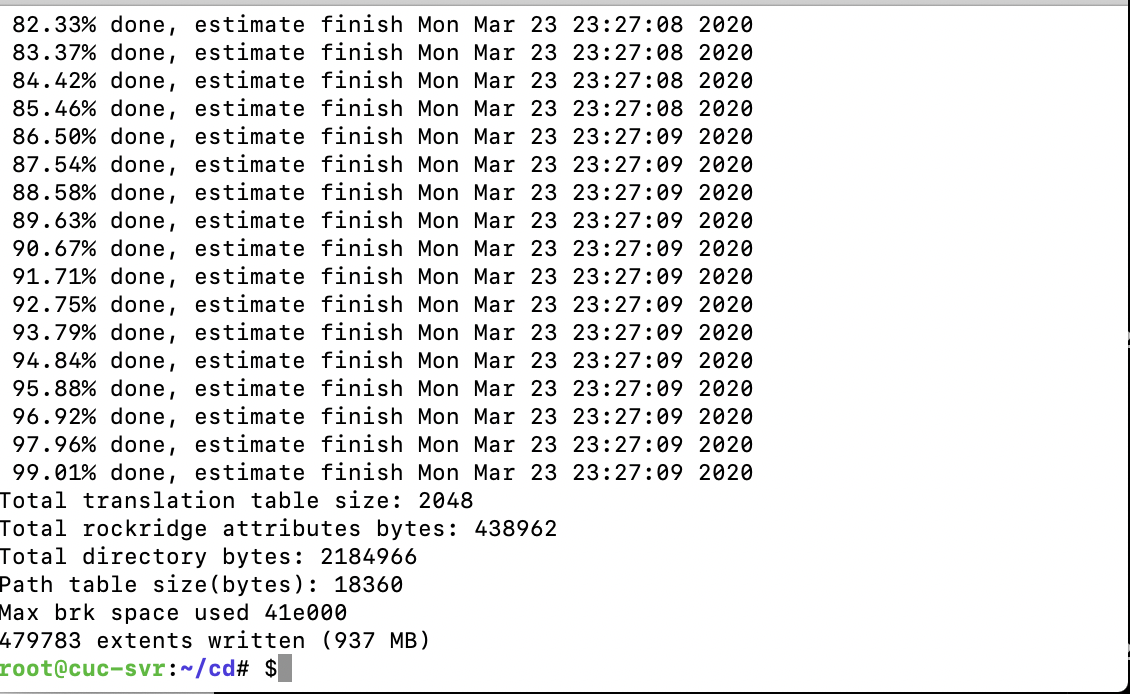 82.33% done, estimate finish Mon Mar 23 23:27:08 2020
83.37% done, estimate finish Mon Mar 23 23:27:08 2020
84.42% done, estimate finish Mon Mar 23 23:27:08 2020
85.46% done, estimate finish Mon Mar 23 23:27:08 2020
86.50% done, estimate finish Mon Mar 23 23:27:09 2020
87.54% done, estimate finish Mon Mar 23 23:27:09 2020
88.58% done, estimate finish Mon Mar 23 23:27:09 2020
89.63% done, estimate finish Mon Mar 23 23:27:09 2020
90.67% done, estimate finish Mon Mar 23 23:27:09 2020
91.71% done, estimate finish Mon Mar 23 23:27:09 2020
92.75% done, estimate finish Mon Mar 23 23:27:09 2020
93.79% done, estimate finish Mon Mar 23 23:27:09 2020
94.84% done, estimate finish Mon Mar 23 23:27:09 2020
95.88% done, estimate finish Mon Mar 23 23:27:09 2020
96.92% done, estimate finish Mon Mar 23 23:27:09 2020
97.96% done, estimate finish Mon Mar 23 23:27:09 2020
99.01% done, estimate finish Mon Mar 23 23:27:09 2020
Total translation table size: 2048
Total rockridge attributes bytes: 438962
Total directory bytes: 2184966
Path table size(bytes): 18360
Max brk space used 41e000
479783 extents written (937 MB)
root@cuc-svr:~/cd# $